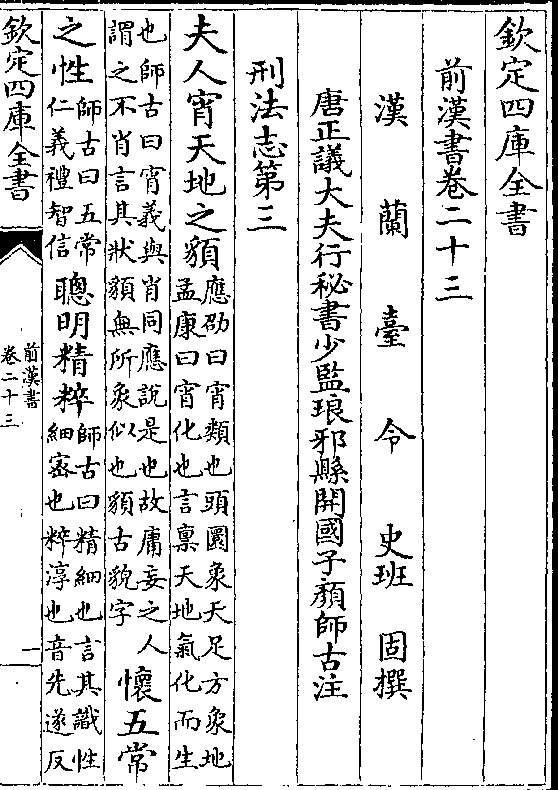 欽定四庫全書
前漢書卷二十三
漢蘭臺令史班固撰
唐正議大夫行秘書少監琅邪縣開國子顏師古注
刑法志第三
夫人宵天地之䫉應劭曰宵類也頭圜象天足方象地孟康曰宵化也言禀天地氣化而生
也師古曰宵義與肖同應說是也故庸妄之人謂之不肖言其狀䫉無所象似也䫉古貌字懷五常
之性師古曰五常仁義禮智信聰明精粹師古曰精細也言其識性細宻也粹淳也音先遂反
欽定四庫全書
前漢書
卷二十三
一